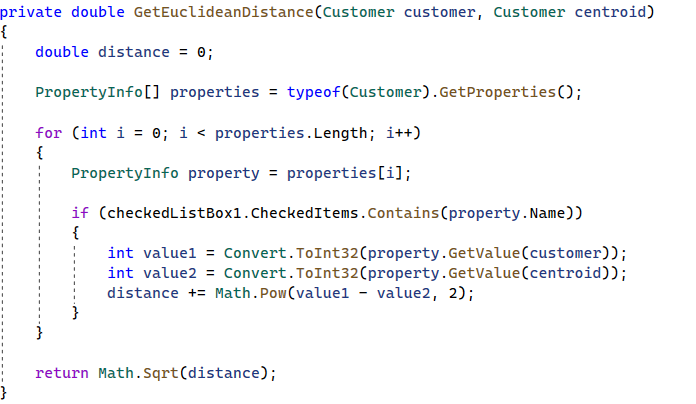 private double GetEuclideanDistance(Customer customer, Customer centroid)
{
    double distance = 0;

    PropertyInfo[] properties = typeof(Customer).GetProperties();

    for (int i = 0; i < properties.Length; i++)
    {
        PropertyInfo property = properties[i];

        if (checkedListBox1.CheckedItems.Contains(property.Name))
        {
            int value1 = Convert.ToInt32(property.GetValue(customer));
            int value2 = Convert.ToInt32(property.GetValue(centroid));
            distance += Math.Pow(value1 - value2, 2);
        }
    }

    return Math.Sqrt(distance);
}